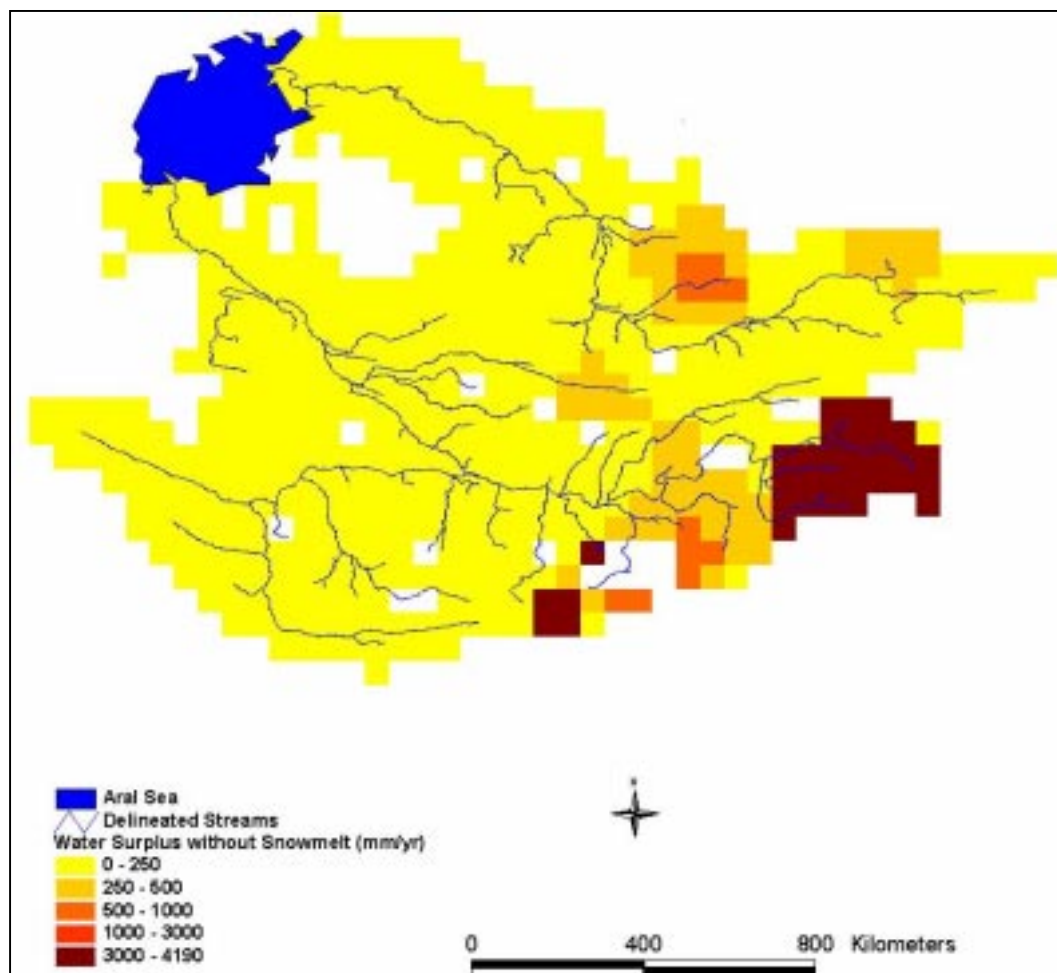 Aral Sea
Delineated Streams
Water Surplus without Snowmelt (mm/yr)
0 - 250
250 - 500
500 - 1000
1000 - 3000
3000 - 4190
0 400 800 Kilometers